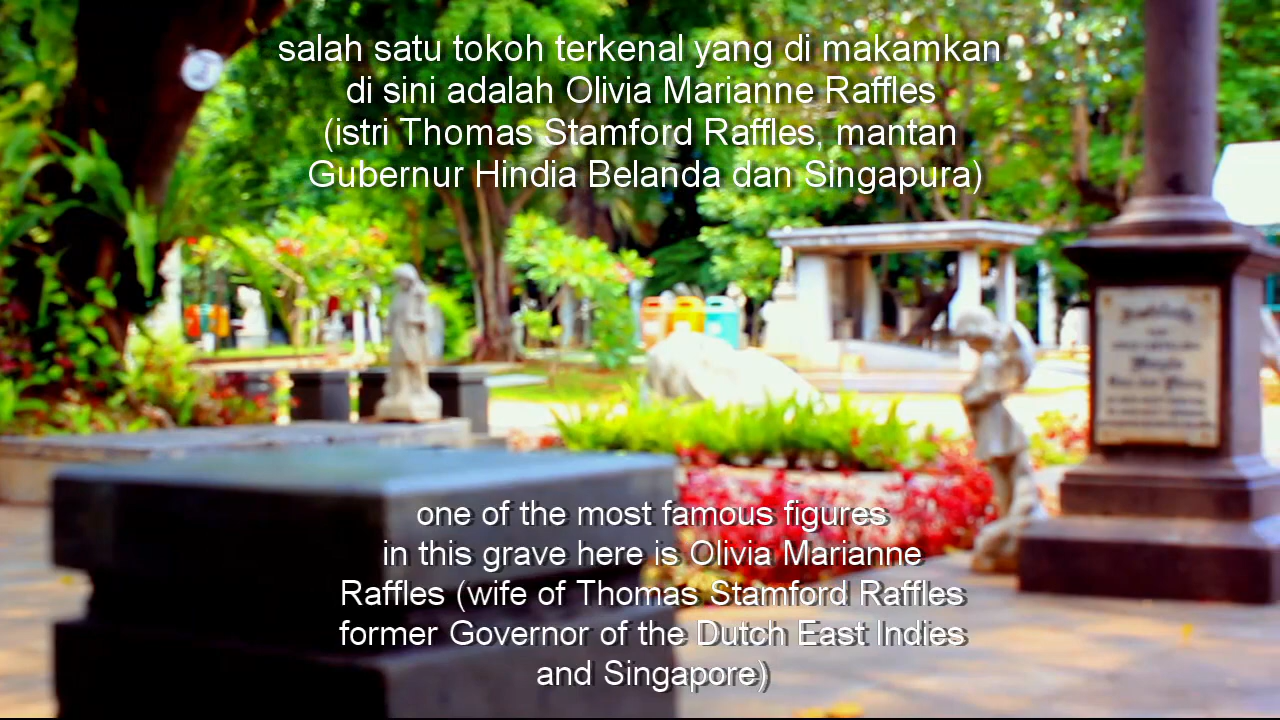 salah satu tokoh terkenal yang di makamkan
di sini adalah Olivia Marianne Raffles
(istri Thomas Stamford Raffles, mantan
Gubernur Hindia Belanda dan Singapura)
one of the most famous figures
in this grave here is Olivia Marianne
Raffles (wife of Thomas Stamford Raffles
former Governor of the Dutch East Indies
and Singapore)